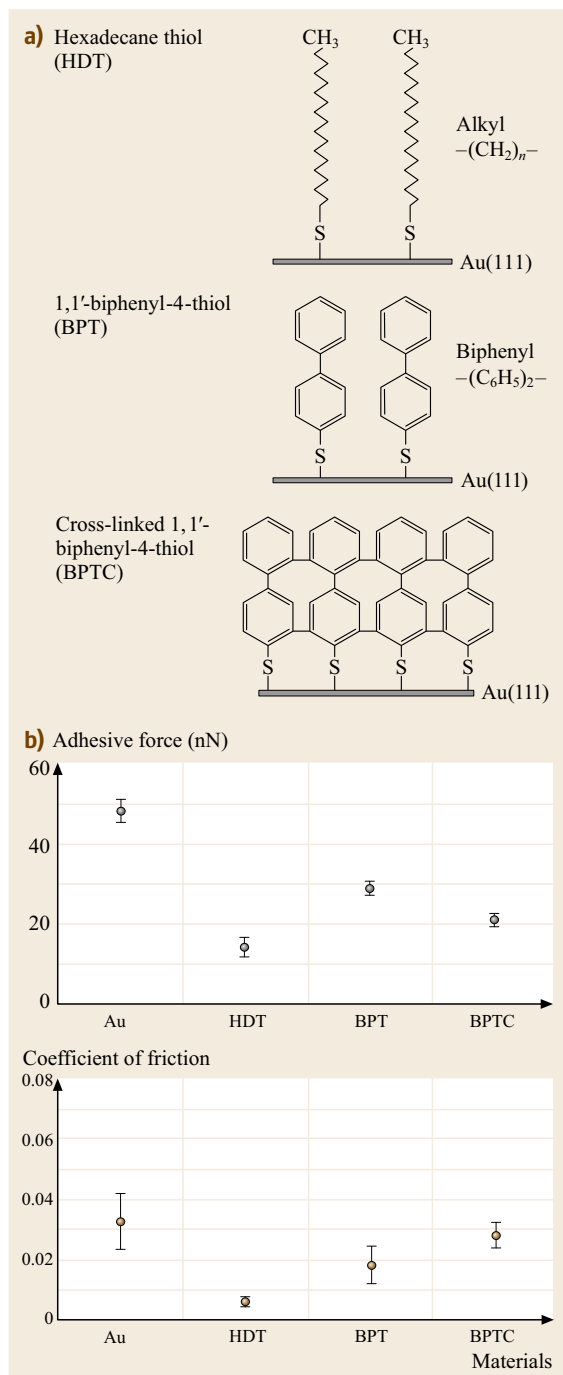 a) Hexadecane thiol
(HDT)
CH₃ CH₃
Alkyl
–(CH₂)ₙ–
S S
Au(111)
1,1′-biphenyl-4-thiol
(BPT)
Biphenyl
–(C₆H₅)₂–
S S
Au(111)
Cross-linked 1,1′-
biphenyl-4-thiol
(BPTC)
S S S S
Au(111)
b) Adhesive force (nN)
60
40
20
0
Au HDT BPT BPTC
Coefficient of friction
0.08
0.06
0.04
0.02
0
Au HDT BPT BPTC
Materials